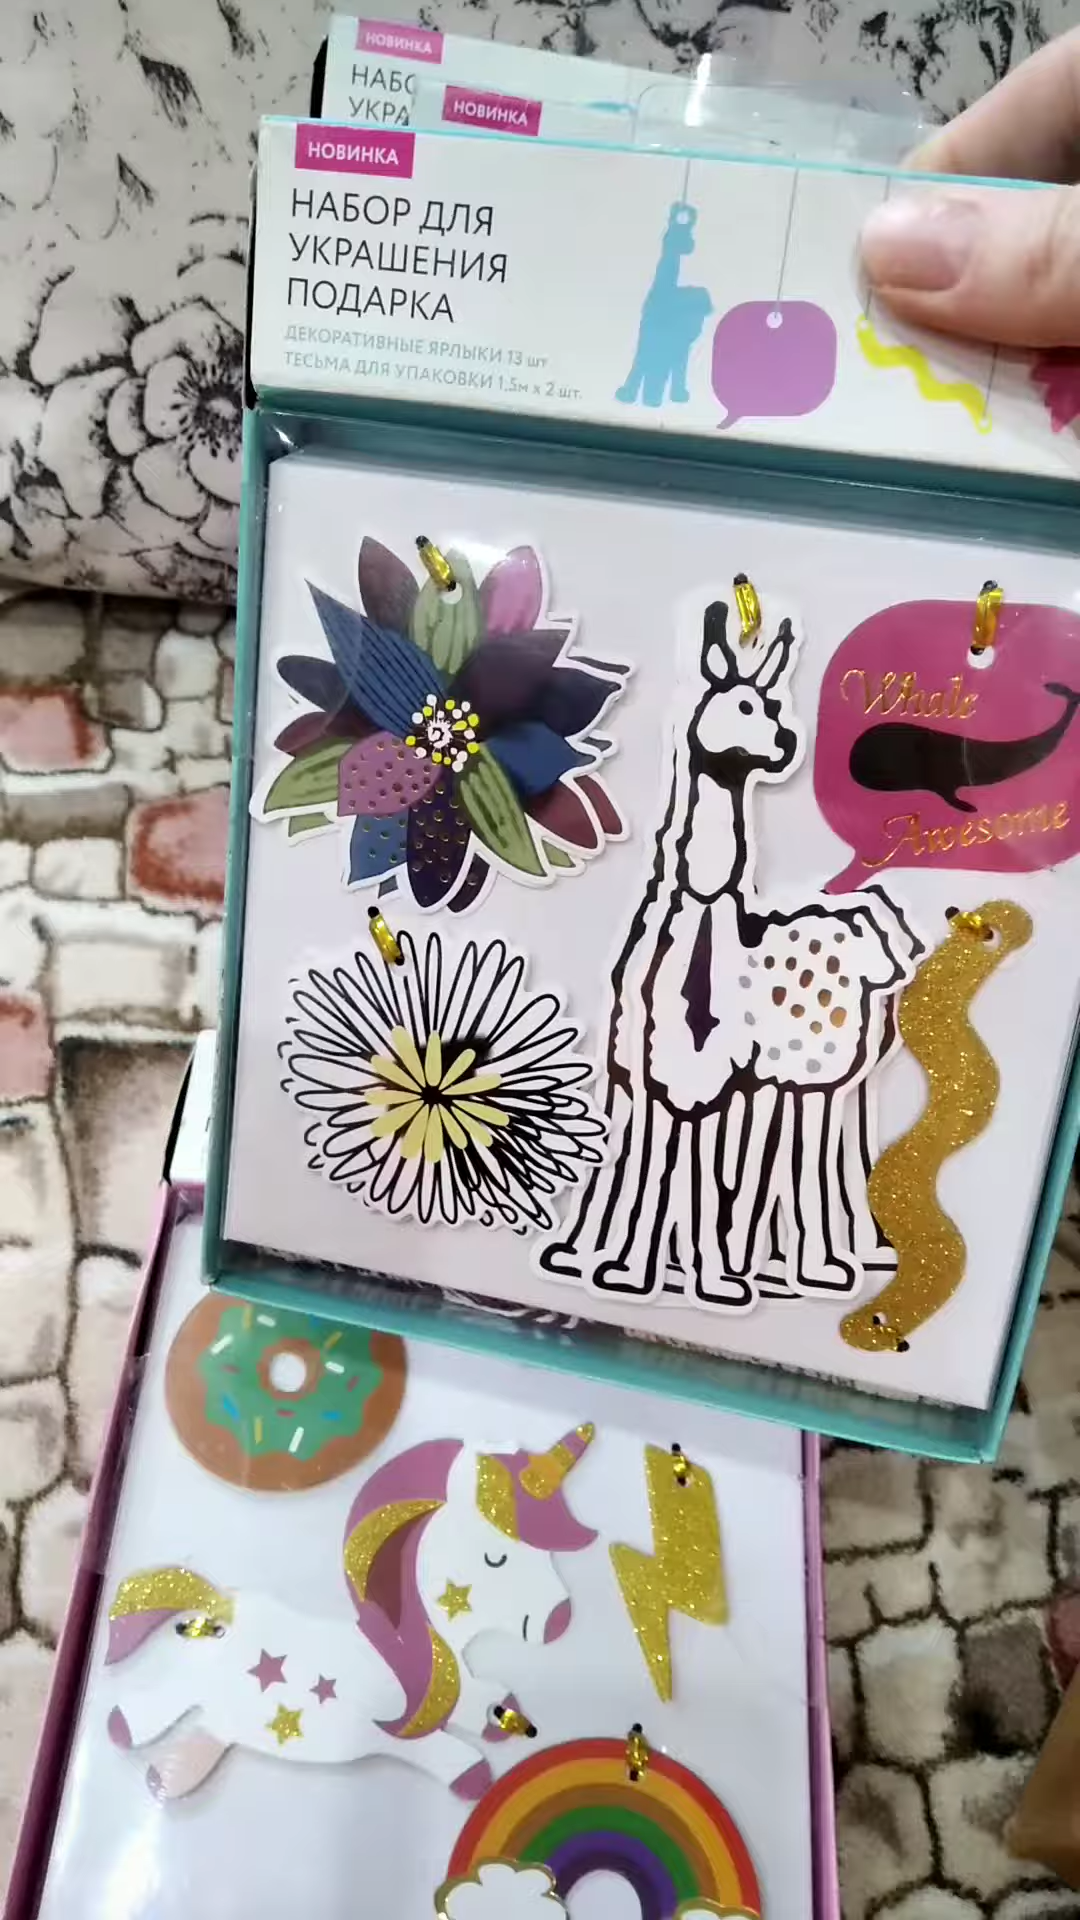 НОВИНКА
НАБО
УКРА
НОВИНКА
НОВИНКА
НАБОР ДЛЯ
УКРАШЕНИЯ
ПОДАРКА
ДЕКОРАТИВНЫЕ ЯРЛЫКИ 13 шт
ТЕСЬМА ДЛЯ УПАКОВКИ 1,5м х 2 шт.
Whale
Awesome